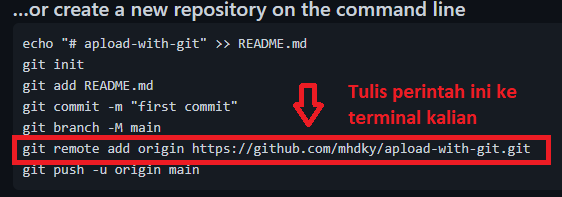 ...or create a new repository on the command line
echo "# apload-with-git" >> README.md
git init
git add README.md
git commit -m "first commit"
git branch -M main
git remote add origin https://github.com/mhdky/apload-with-git.git
git push -u origin main
Tulis perintah ini ke
terminal kalian